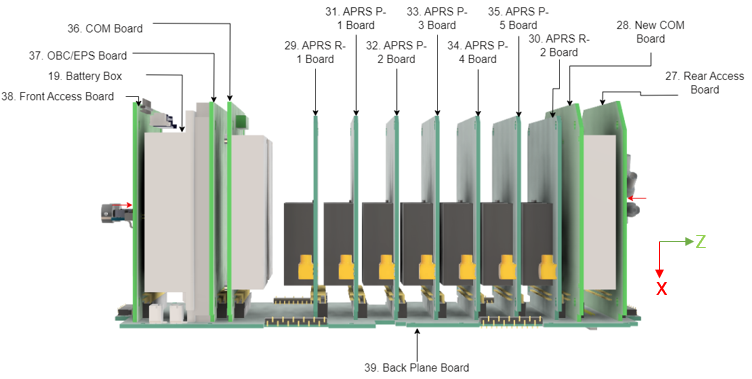 36. COM Board
37. OBC/EPS Board
19. Battery Box
38. Front Access Board
29. APRS R-
1 Board
31. APRS P-
1 Board
32. APRS P-
2 Board
33. APRS P-
3 Board
34. APRS P-
4 Board
35. APRS P-
5 Board
30. APRS R-
2 Board
28. New COM
Board
27. Rear Access
Board
Z
X
39. Back Plane Board